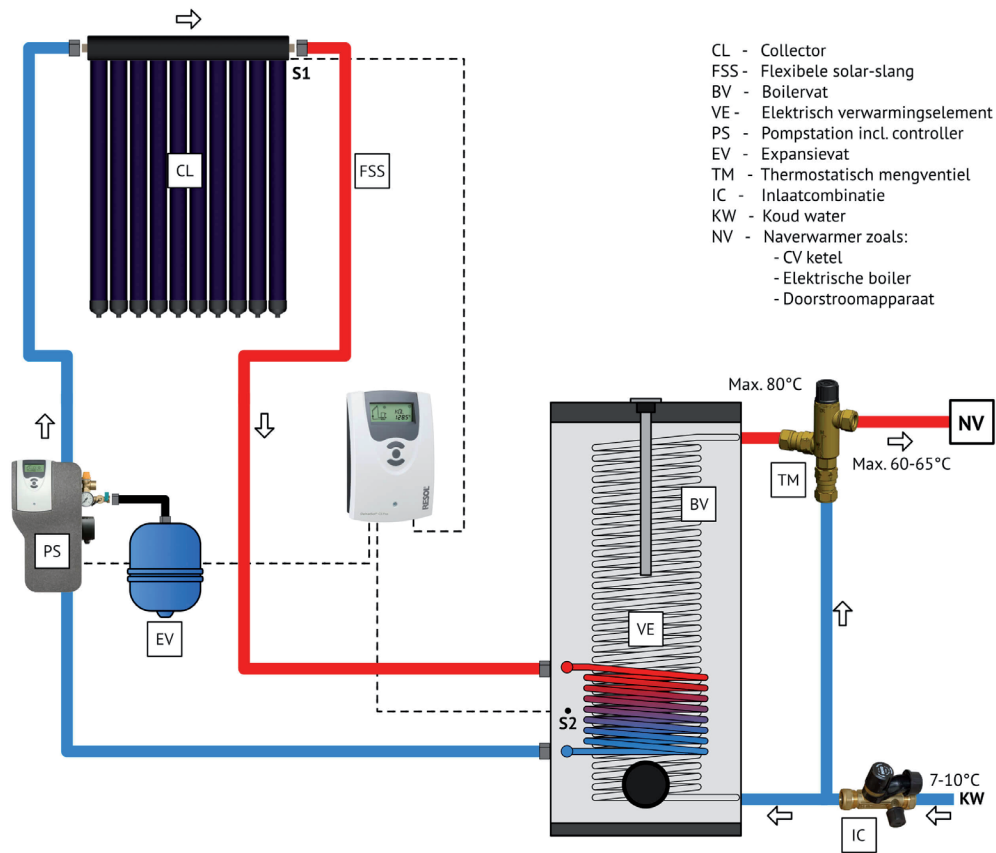 S1
CL
FSS
CL - Collector
FSS - Flexibele solar-slang
BV - Boilervat
VE - Elektrisch verwarmingselement
PS - Pompstation incl. controller
EV - Expansievat
TM - Thermostatisch mengventiel
IC - Inlaatcombinatie
KW - Koud water
NV - Naverwarmer zoals:
- CV ketel
- Elektrische boiler
- Doorstroomapparaat
Max. 80°C
NV
Max. 60-65°C
TM
RESOL
BV
PS
EV
VE
S2
7-10°C
KW
IC